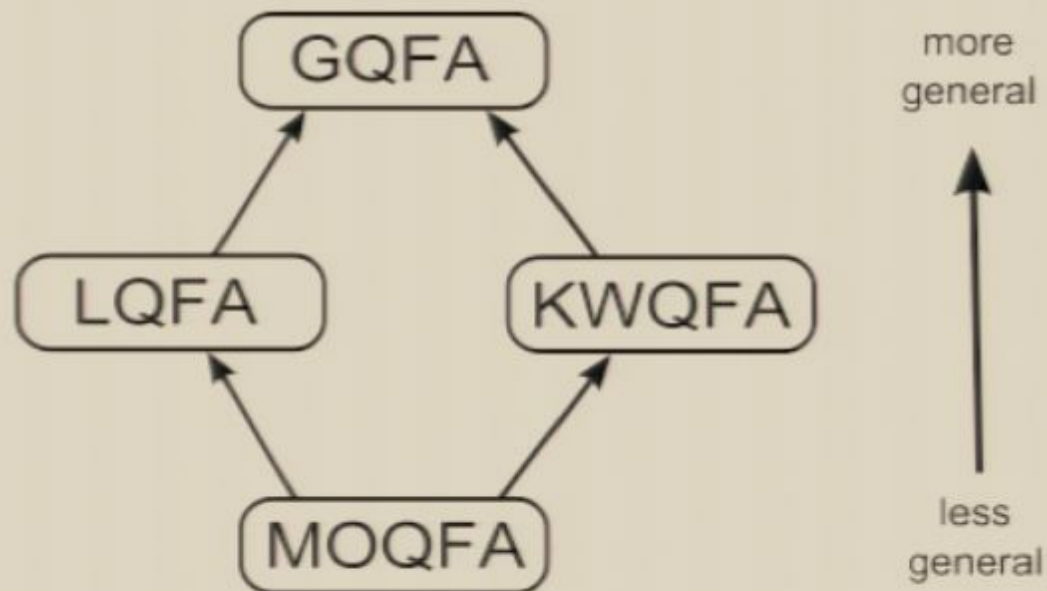 GQFA
more
general
LQFA
KWQFA
MOQFA
less
general